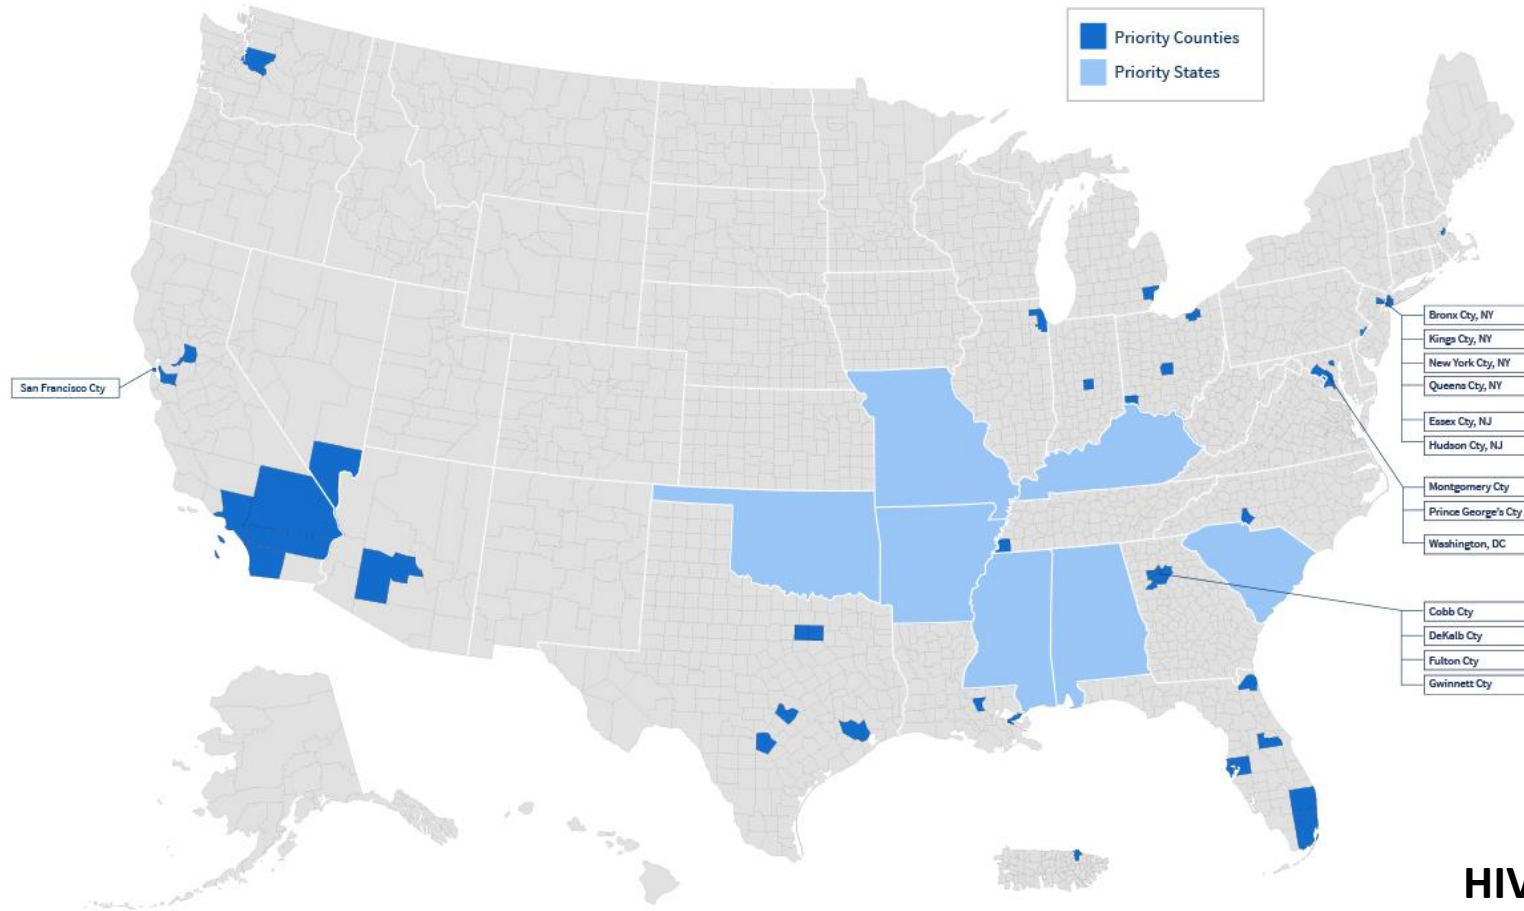 Priority Counties
Priority States
San Francisco Cty
Bronx Cty, NY
Kings Cty, NY
New York Cty, NY
Queens Cty, NY
Essex Cty, NJ
Hudson Cty, NJ
Montgomery Cty
Prince George's Cty
Washington, DC
Cobb Cty
DeKalb Cty
Fulton Cty
Gwinnett Cty
HIV